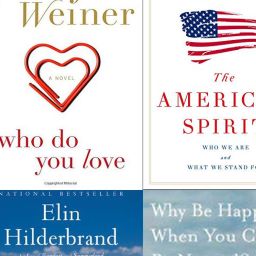 Weiner
A NOVEL
who do
you love
The
AMERIC
SPIRIT
WHO WE ARE
and
WHAT WE STAND FO
NATIONAL BESTSELLER
Elin
Hilderbrand
Why Be Happ
When You C